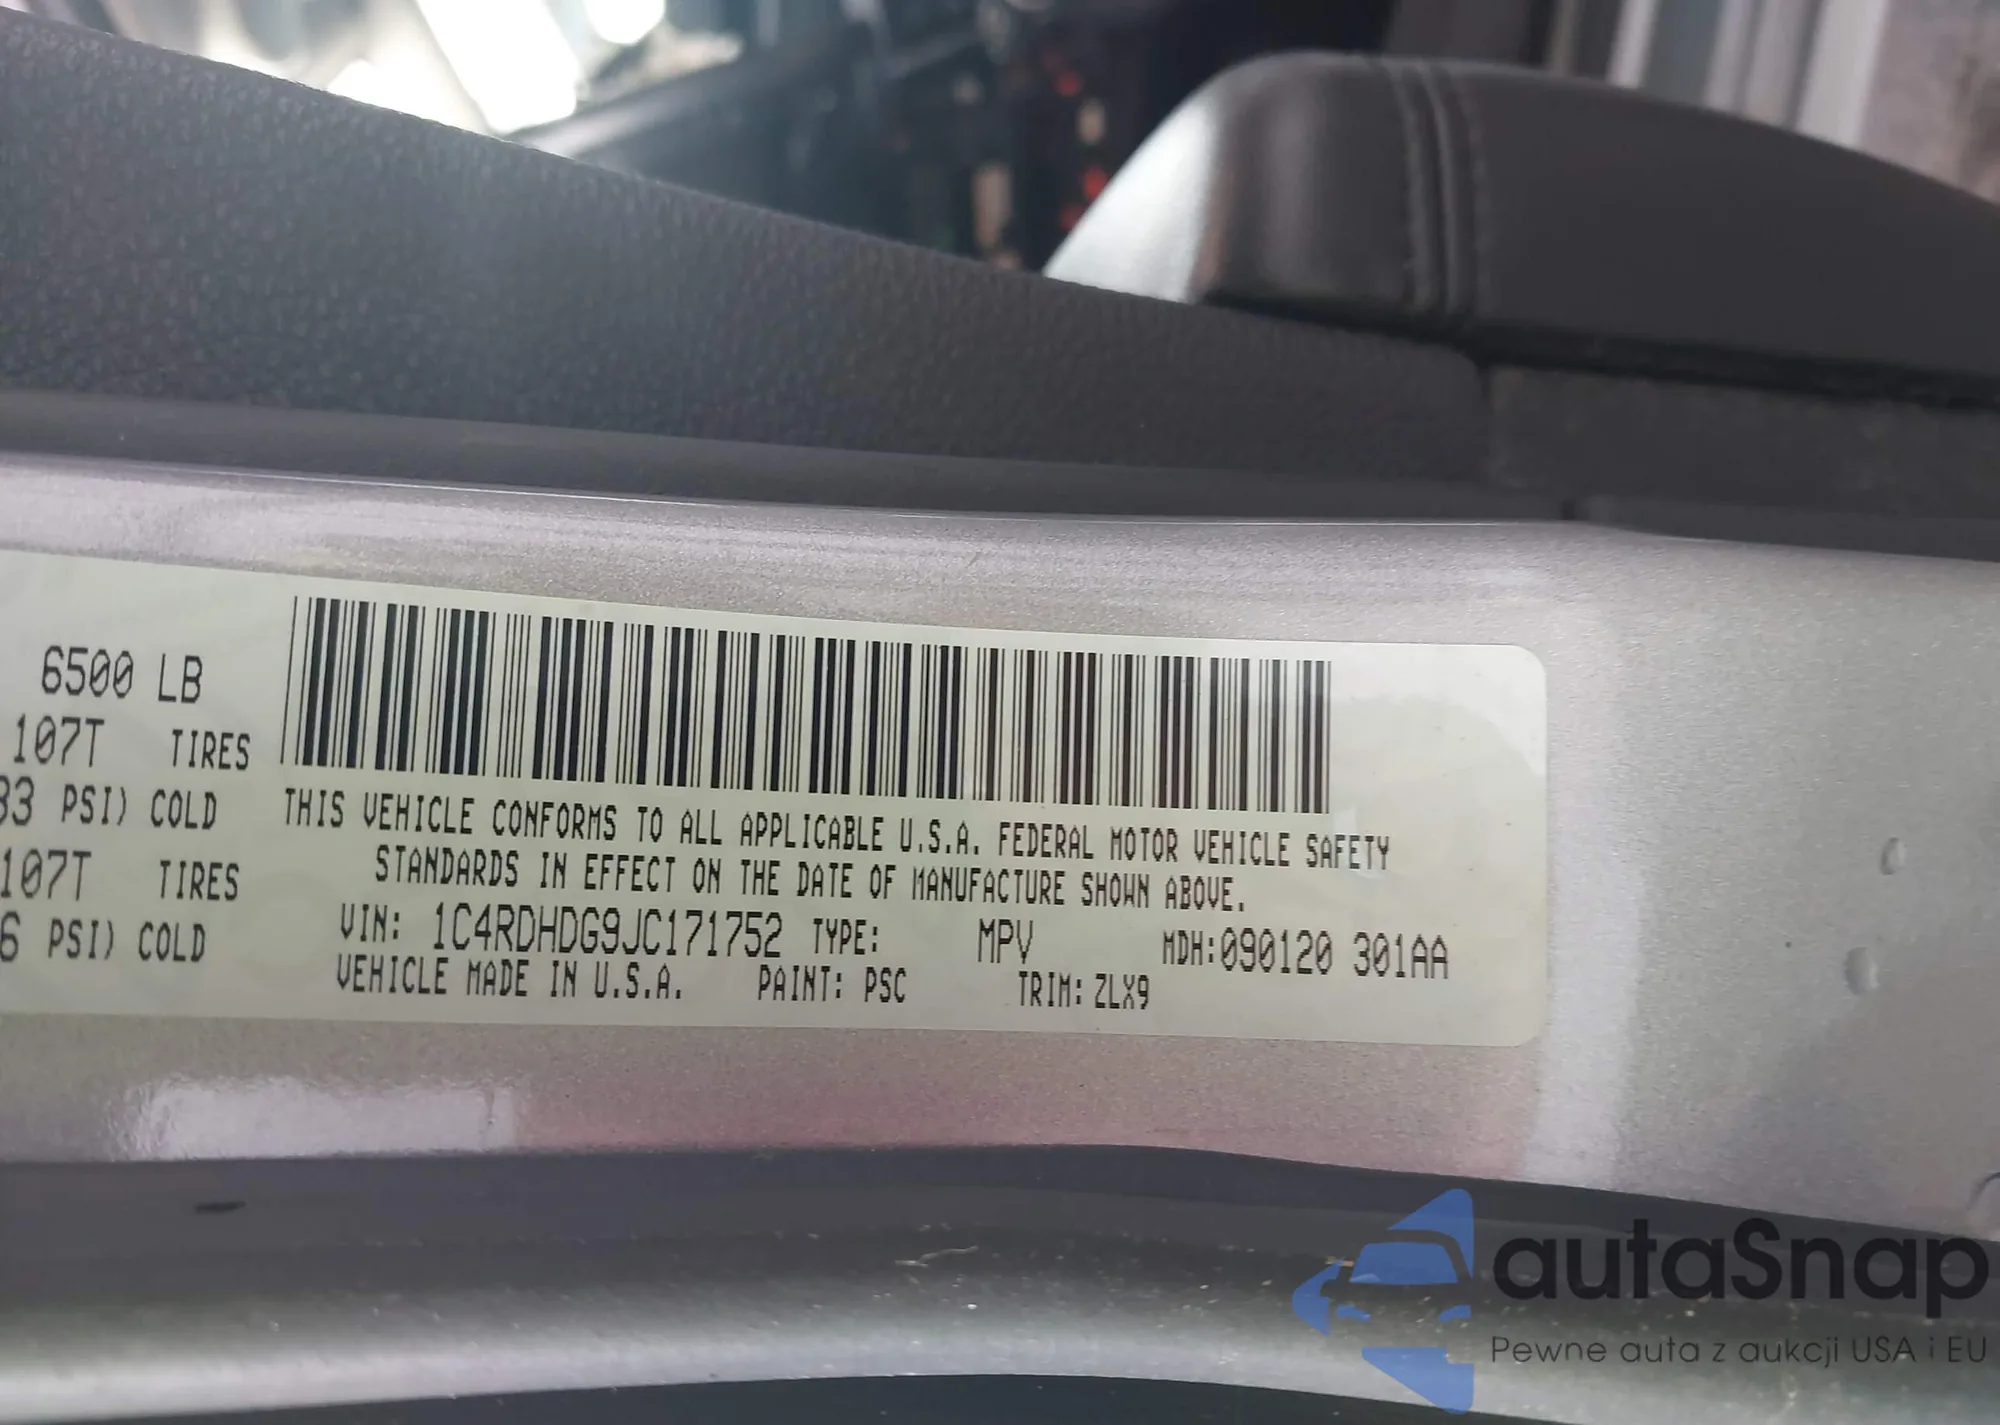 6500 LB
107T TIRES
33 PSI) COLD
107T TIRES
6 PSI) COLD
THIS VEHICLE CONFORMS TO ALL APPLICABLE U.S.A. FEDERAL MOTOR VEHICLE SAFETY
STANDARDS IN EFFECT ON THE DATE OF MANUFACTURE SHOWN ABOVE.
VIN: 1C4RDHDG9JC171752 TYPE: MPV MDH:090120 301AA
VEHICLE MADE IN U.S.A. PAINT: PSC TRIM: ZLX9
autaSnap
Pewne auta z aukcji USA i EU